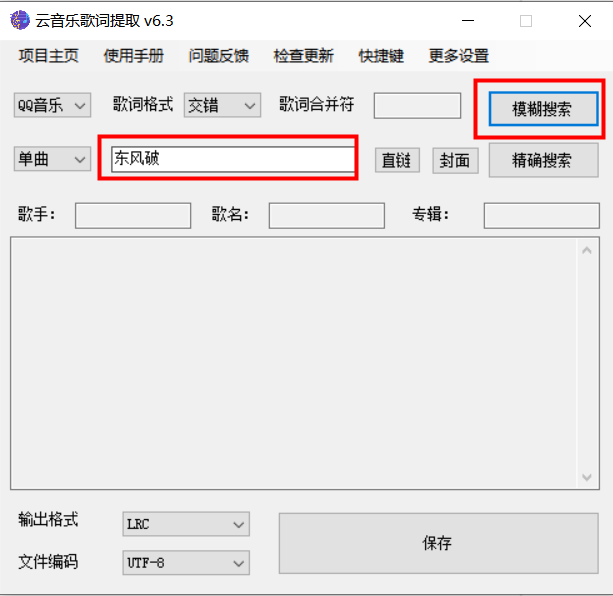 云音乐歌词提取 v6.3
项目主页 使用手册 问题反馈 检查更新 快捷键 更多设置
QQ音乐 歌词格式 交错 歌词合并符 模糊搜索
单曲 东风破 直链 封面 精确搜索
歌手： 歌名： 专辑：
输出格式 LRC
保存
文件编码 UTF-8